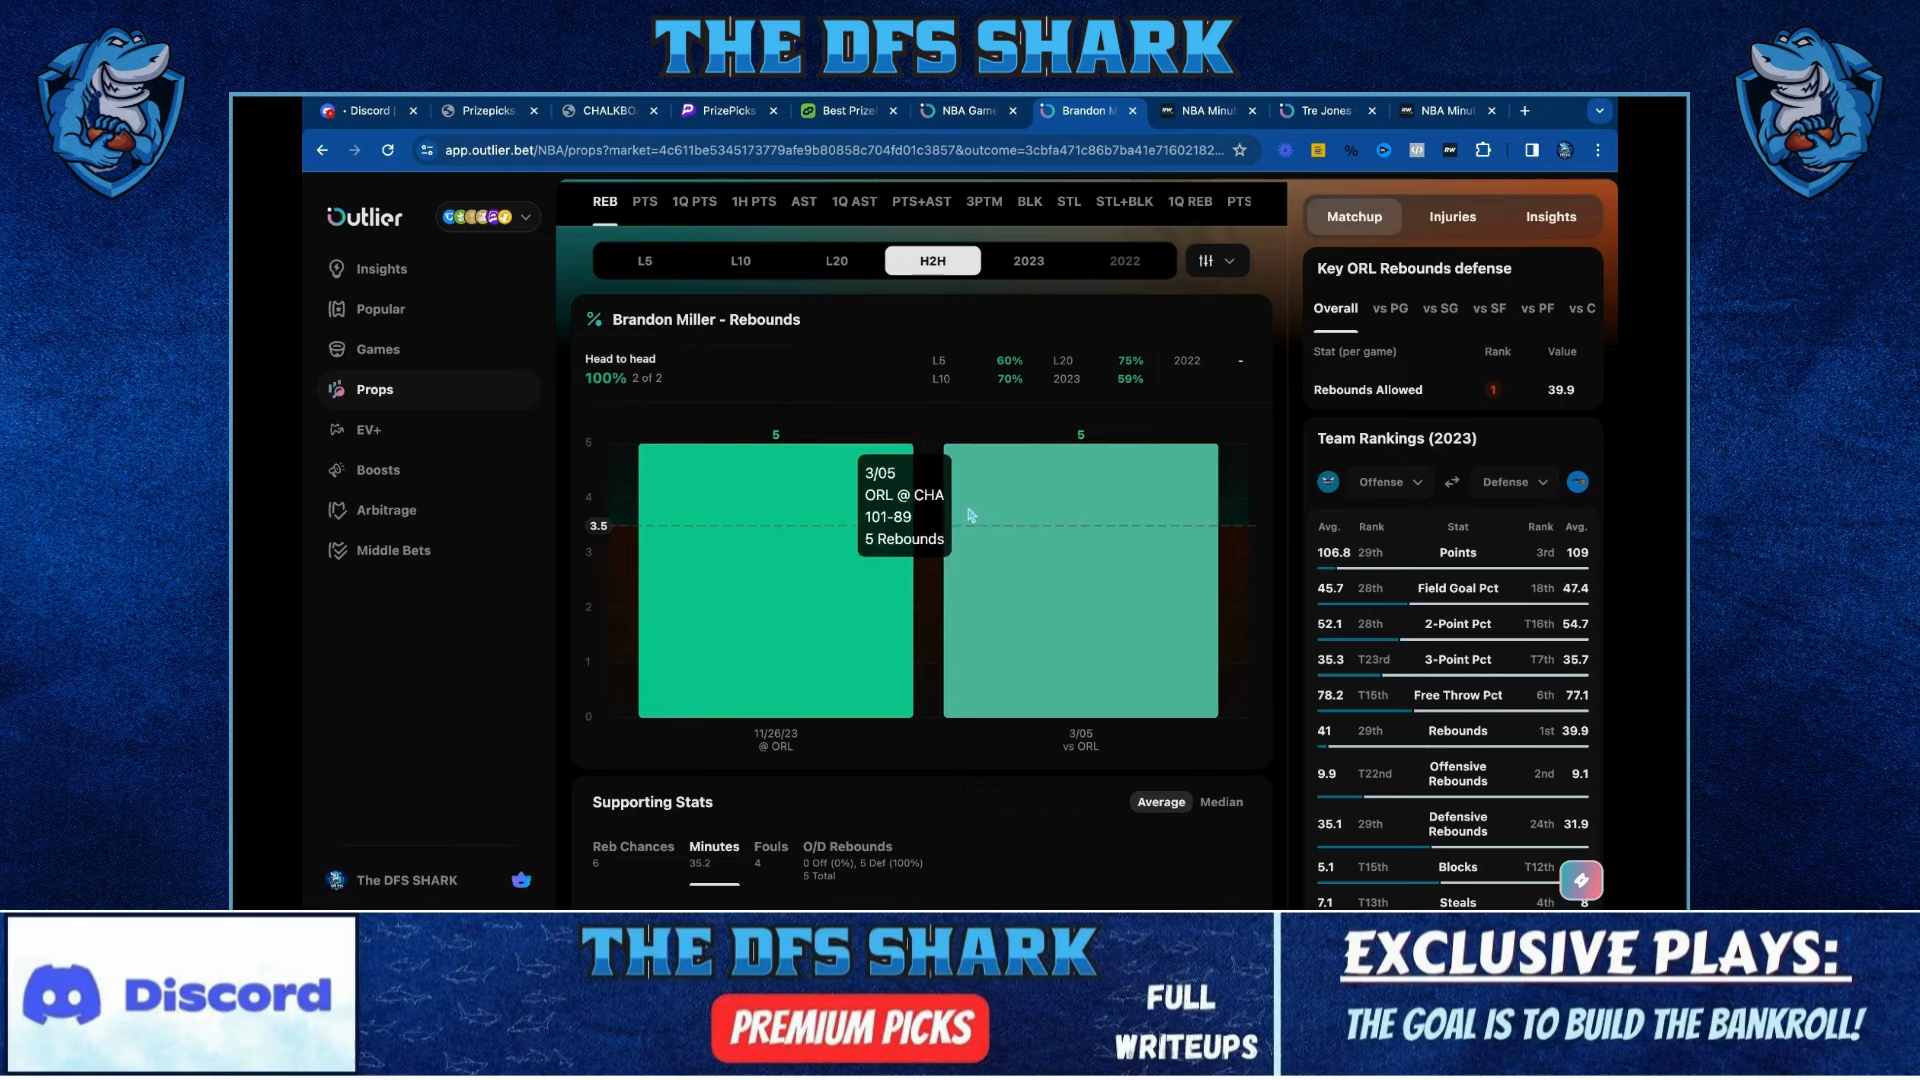 THE DFS SHARK
Discord |
Prizepicks
CHALKBO
PrizePicks
Best Prize
NBA Game
Brandon M
NBA Minut
Tre Jones
NBA Minut
app.outlier.bet/NBA/props?market=4c611be5345173779afe9b80858c704fd01c3857&outcome=3cbfa471c86b7ba41e71602182...
Outlier
Insights
Popular
Games
Props
EV+
Boosts
Arbitrage
Middle Bets
The DFS SHARK
REB PTS 1Q PTS 1H PTS AST 1Q AST PTS+AST 3PTM BLK STL STL+BLK 1Q REB PTS
L5 L10 L20 H2H 2023 2022
Brandon Miller - Rebounds
Head to head
100% 2 of 2
L5 60% L20 75% 2022 -
L10 70% 2023 59%
5 5
5
4
3.5
3
2
1
0
3/05
ORL @ CHA
101-89
5 Rebounds
11/26/23
@ ORL
3/05
vs ORL
Supporting Stats
Average Median
Reb Chances Minutes Fouls O/D Rebounds
6 35.2 4 0 Off (0%), 5 Def (100%)
5 Total
Matchup Injuries Insights
Key ORL Rebounds defense
Overall vs PG vs SG vs SF vs PF vs C
Stat (per game) Rank Value
Rebounds Allowed 1 39.9
Team Rankings (2023)
Offense Defense
Avg. Rank Stat Rank Avg.
106.8 29th Points 3rd 109
45.7 28th Field Goal Pct 18th 47.4
52.1 28th 2-Point Pct T16th 54.7
35.3 T23rd 3-Point Pct T7th 35.7
78.2 T15th Free Throw Pct 6th 77.1
41 29th Rebounds 1st 39.9
9.9 T22nd Offensive Rebounds 2nd 9.1
35.1 29th Defensive Rebounds 24th 31.9
5.1 T15th Blocks T12th
7.1 T13th Steals 4th 8
Discord
THE DFS SHARK
PREMIUM PICKS
FULL
WRITEUPS
EXCLUSIVE PLAYS:
THE GOAL IS TO BUILD THE BANKROLL!